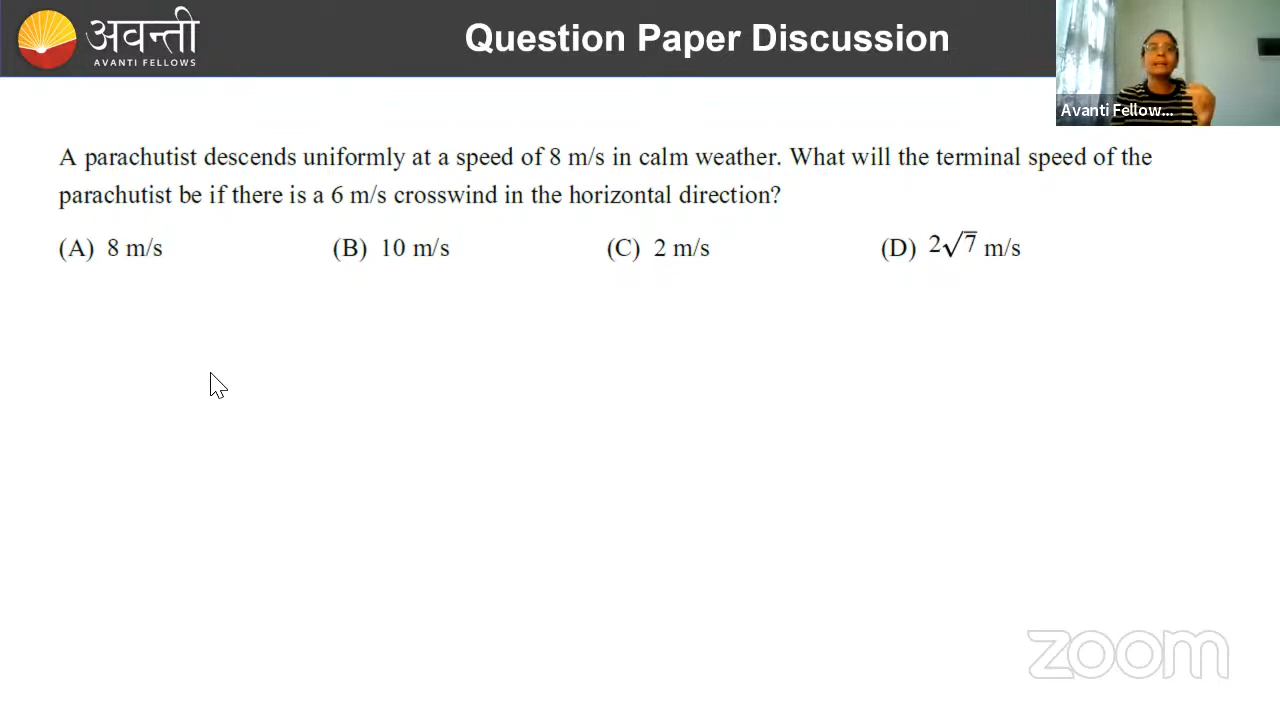 अवन्ती
AVANTI FELLOWS
Question Paper Discussion
Avanti Fellow...
A parachutist descends uniformly at a speed of 8 m/s in calm weather. What will the terminal speed of the
parachutist be if there is a 6 m/s crosswind in the horizontal direction?
(A) 8 m/s (B) 10 m/s (C) 2 m/s (D) 2√7 m/s
zoom